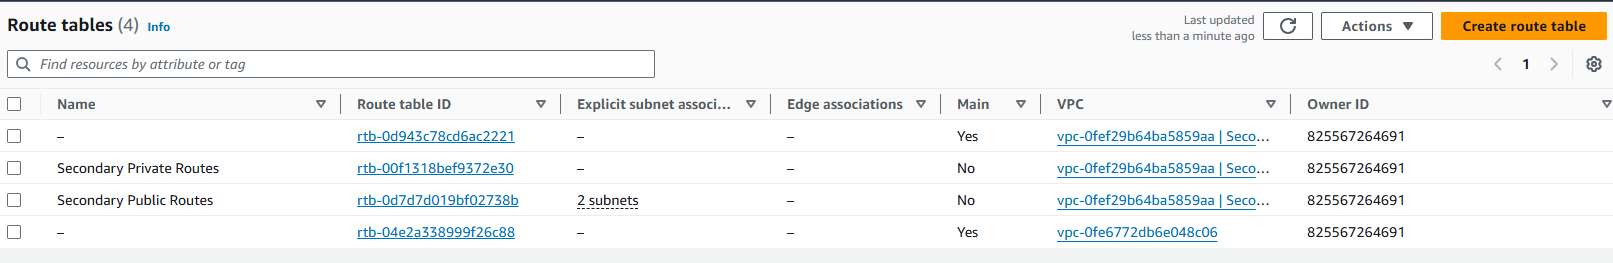 Route tables (4) Info
Last updated
less than a minute ago
Actions
Create route table
Find resources by attribute or tag
1
Name Route table ID Explicit subnet associ... Edge associations Main VPC Owner ID
– rtb-0d943c78cd6ac2221 – – Yes vpc-0fef29b64ba5859aa | Seco... 825567264691
Secondary Private Routes rtb-00f1318bef9372e30 – – No vpc-0fef29b64ba5859aa | Seco... 825567264691
Secondary Public Routes rtb-0d7d7d019bf02738b 2 subnets – No vpc-0fef29b64ba5859aa | Seco... 825567264691
– rtb-04e2a338999f26c88 – – Yes vpc-0fe6772db6e048c06 825567264691